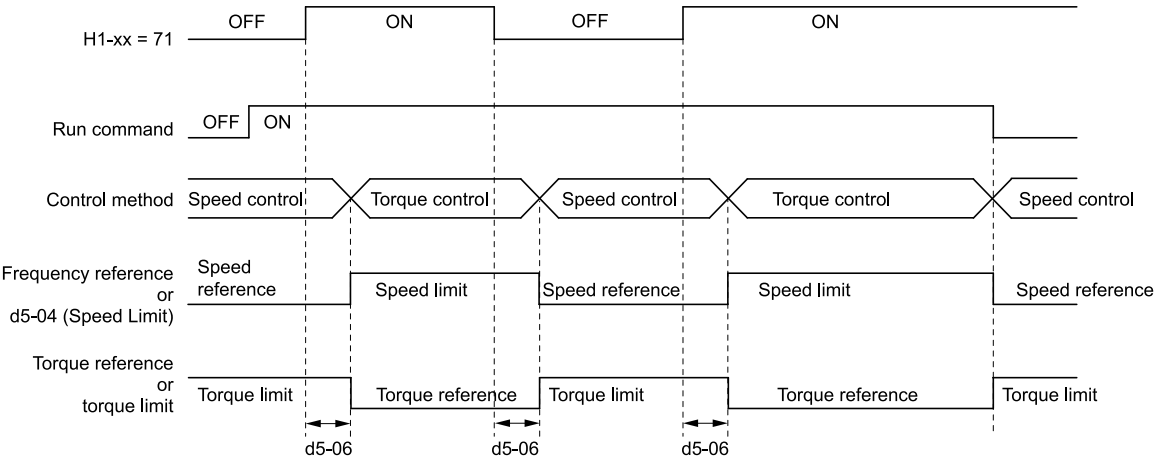 OFF ON OFF ON
H1-xx = 71
Run command OFF ON
Control method Speed control Torque control Speed control Torque control Speed control
Frequency reference
or
d5-04 (Speed Limit)
Speed
reference
Speed limit Speed reference Speed limit Speed reference
Torque reference
or
torque limit
Torque limit Torque reference Torque limit Torque reference Torque limit
d5-06 d5-06 d5-06